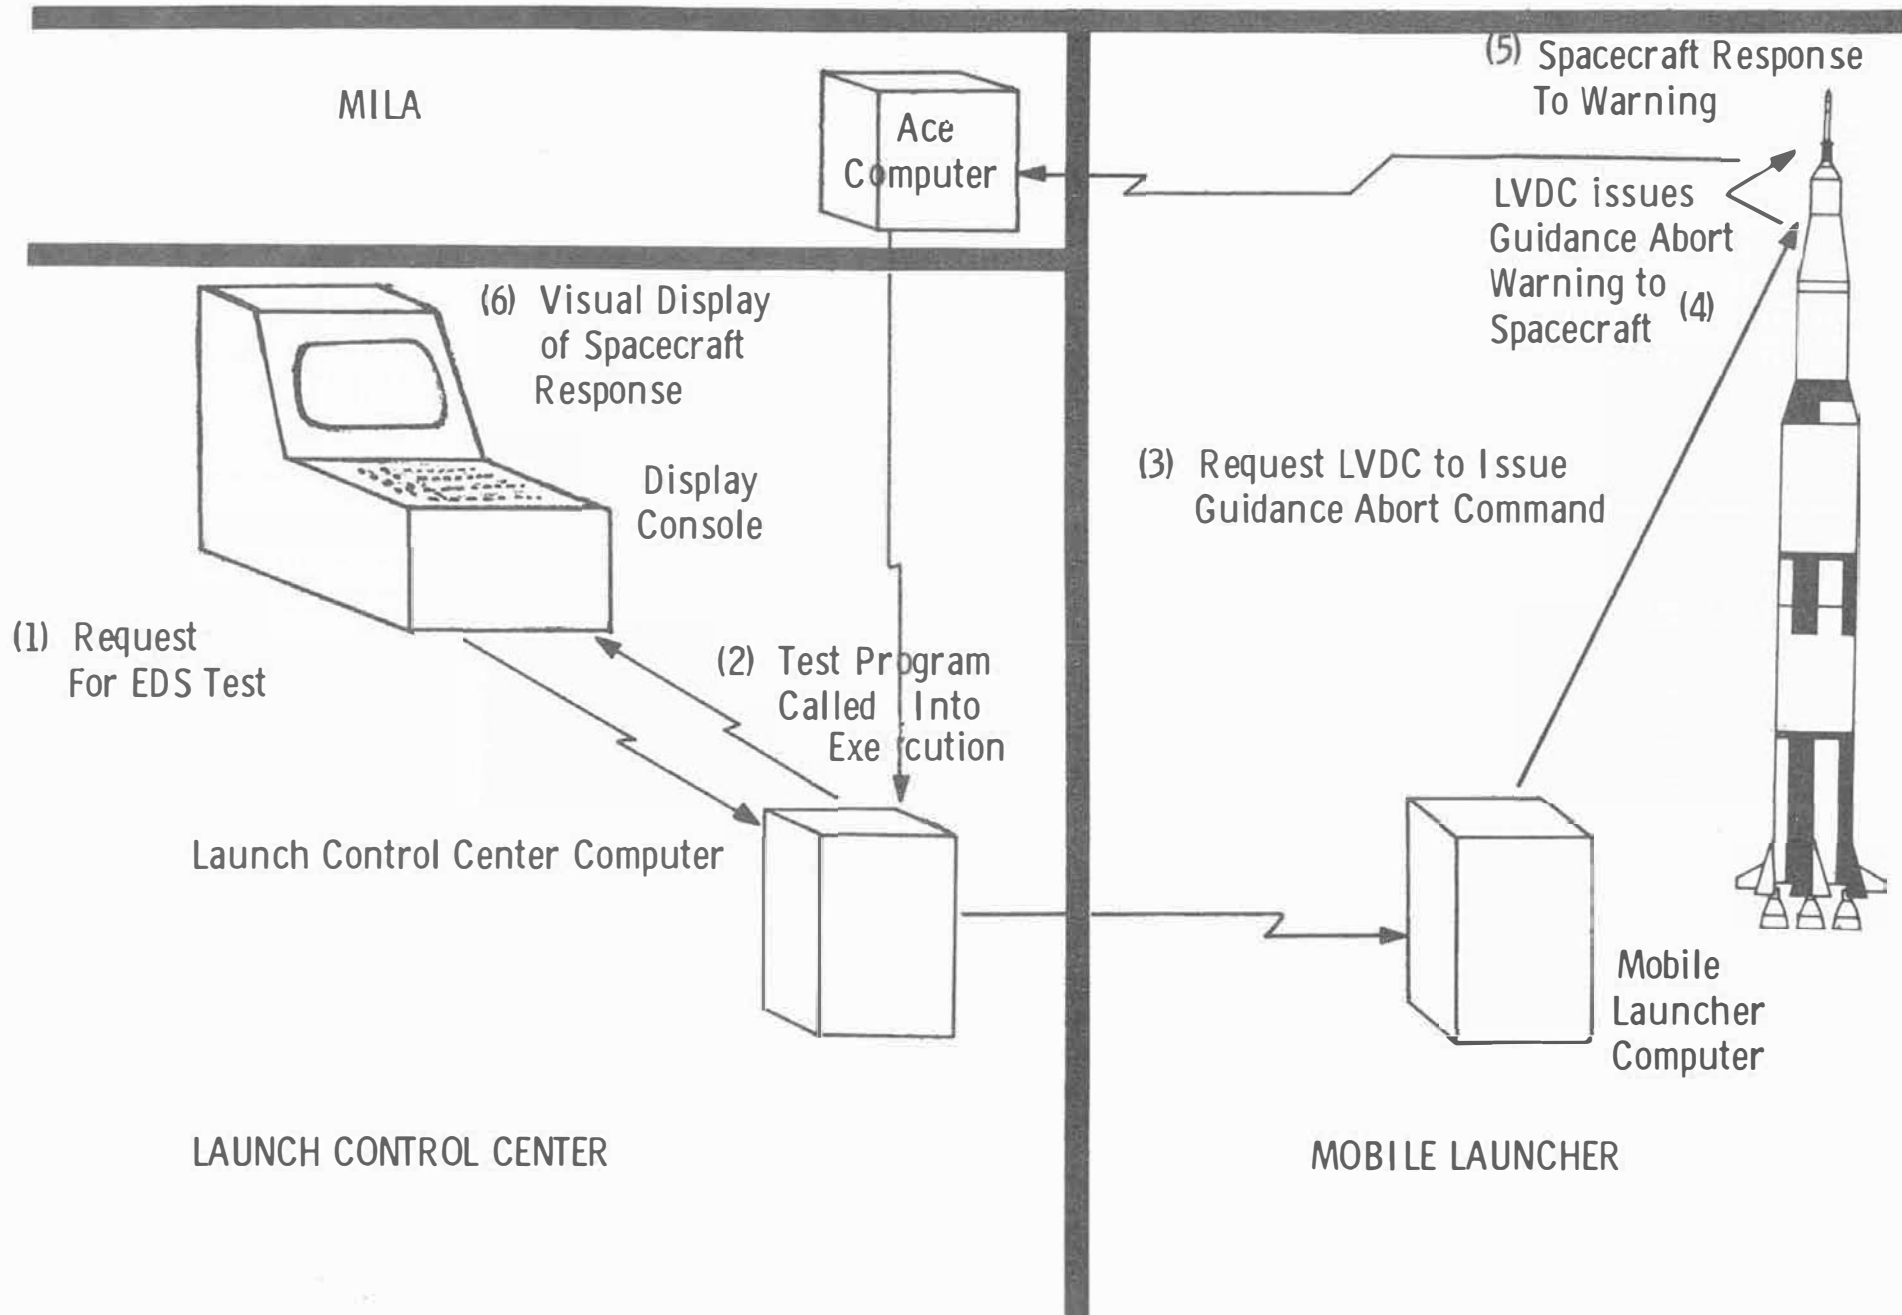 MILA
Ace
Computer
(5) Spacecraft Response
To Warning
LVDC issues
Guidance Abort
Warning to (4)
Spacecraft
(6) Visual Display
of Spacecraft
Response
Display
Console
(3) Request LVDC to Issue
Guidance Abort Command
(1) Request
For EDS Test
(2) Test Program
Called Into
Exe cution
Launch Control Center Computer
Mobile
Launcher
Computer
LAUNCH CONTROL CENTER
MOBILE LAUNCHER